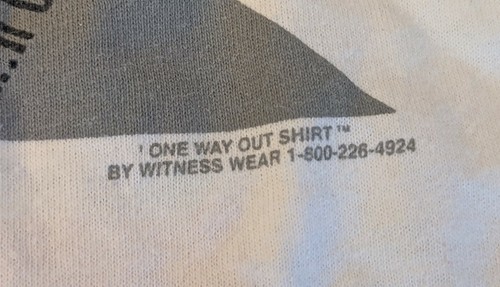 ' ONE WAY OUT SHIRT™
BY WITNESS WEAR 1-800-226-4924